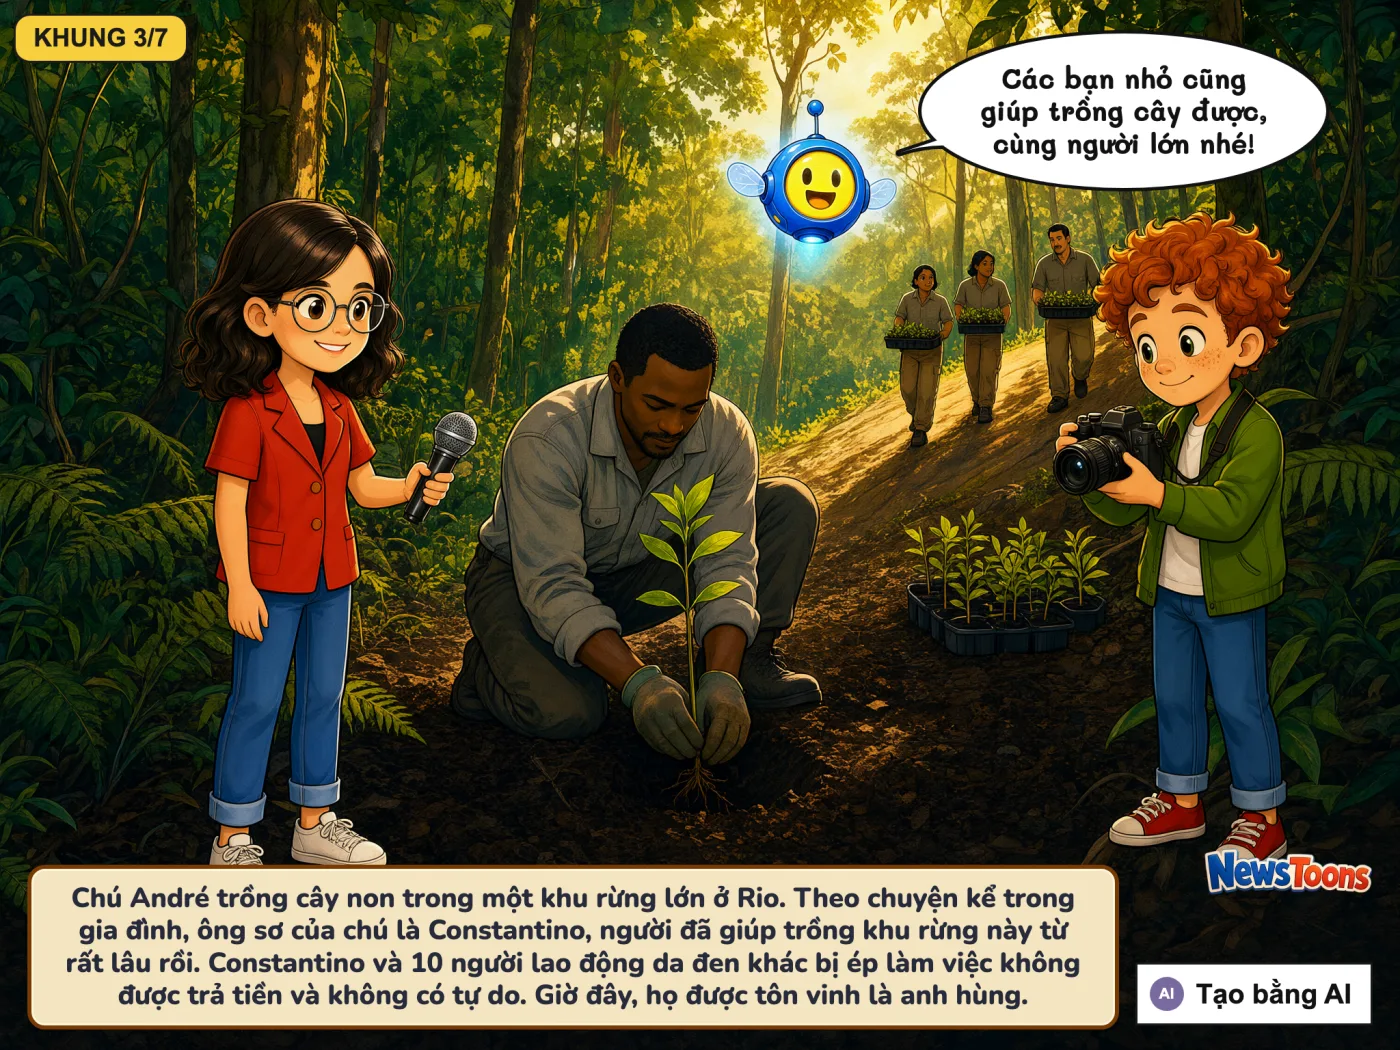 KHUNG 3/7
Các bạn nhỏ cũng
giúp trồng cây được,
cùng người lớn nhé!
Chú André trồng cây non trong một khu rừng lớn ở Rio. Theo chuyện kể trong
gia đình, ông sơ của chú là Constantino, người đã giúp trồng khu rừng này từ
rất lâu rồi. Constantino và 10 người lao động da đen khác bị ép làm việc không
được trả tiền và không có tự do. Giờ đây, họ được tôn vinh là anh hùng.
NewsToons
AI Tạo bằng AI